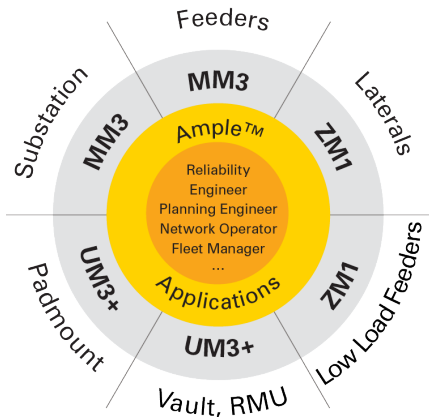 Feeders
MM3
Substation
MM3
Laterals
ZM1
Ample™
Reliability
Engineer
Planning Engineer
Network Operator
Fleet Manager
...
Applications
UM3+
Padmount
ZM1
Low Load Feeders
UM3+
Vault, RMU